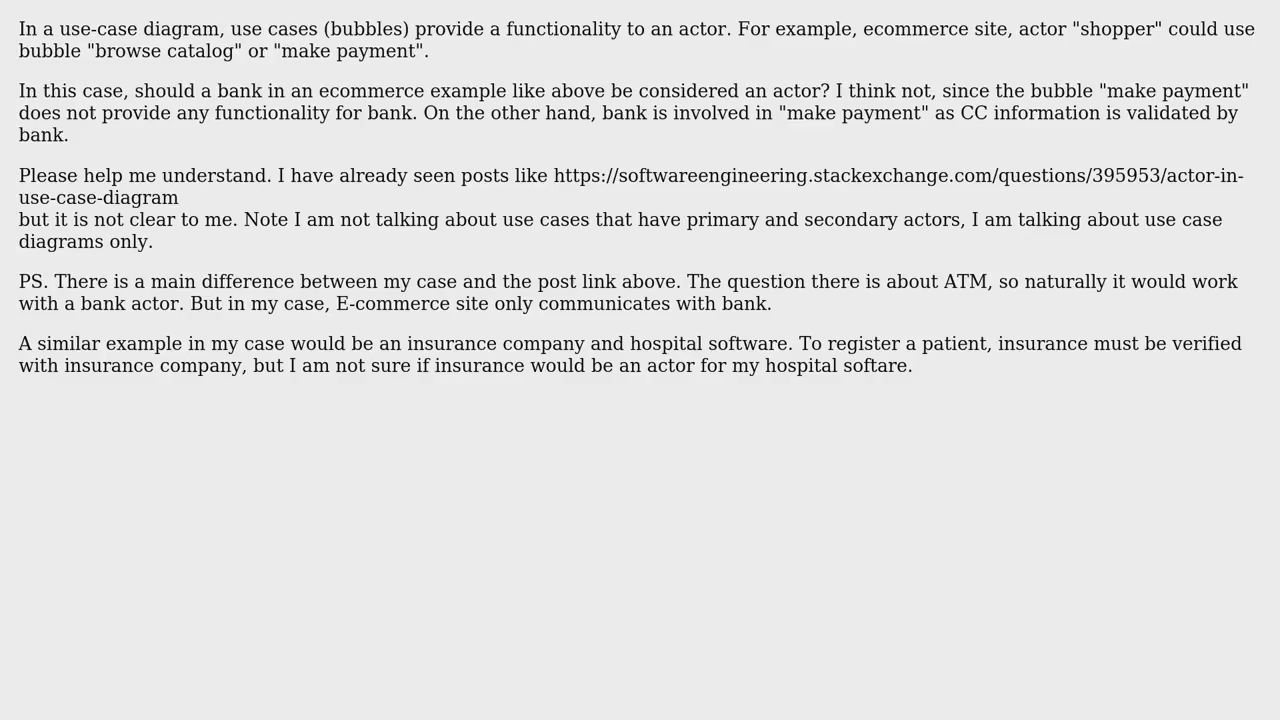 In a use-case diagram, use cases (bubbles) provide a functionality to an actor. For example, ecommerce site, actor "shopper" could use
bubble "browse catalog" or "make payment".
In this case, should a bank in an ecommerce example like above be considered an actor? I think not, since the bubble "make payment"
does not provide any functionality for bank. On the other hand, bank is involved in "make payment" as CC information is validated by
bank.
Please help me understand. I have already seen posts like https://softwareengineering.stackexchange.com/questions/395953/actor-in-
use-case-diagram
but it is not clear to me. Note I am not talking about use cases that have primary and secondary actors, I am talking about use case
diagrams only.
PS. There is a main difference between my case and the post link above. The question there is about ATM, so naturally it would work
with a bank actor. But in my case, E-commerce site only communicates with bank.
A similar example in my case would be an insurance company and hospital software. To register a patient, insurance must be verified
with insurance company, but I am not sure if insurance would be an actor for my hospital softare.